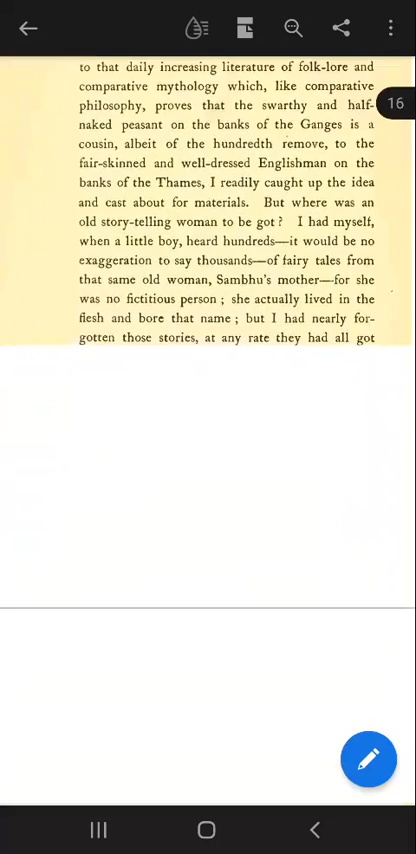 to that daily increasing literature of folk-lore and
comparative mythology which, like comparative
philosophy, proves that the swarthy and half-
16
naked peasant on the banks of the Ganges is a
cousin, albeit of the hundredth remove, to the
fair-skinned and well-dressed Englishman on the
banks of the Thames, I readily caught up the idea
and cast about for materials. But where was an
old story-telling woman to be got ? I had myself,
when a little boy, heard hundreds—it would be no
exaggeration to say thousands—of fairy tales from
that same old woman, Sambhu's mother—for she
was no fictitious person ; she actually lived in the
flesh and bore that name ; but I had nearly for-
gotten those stories, at any rate they had all got